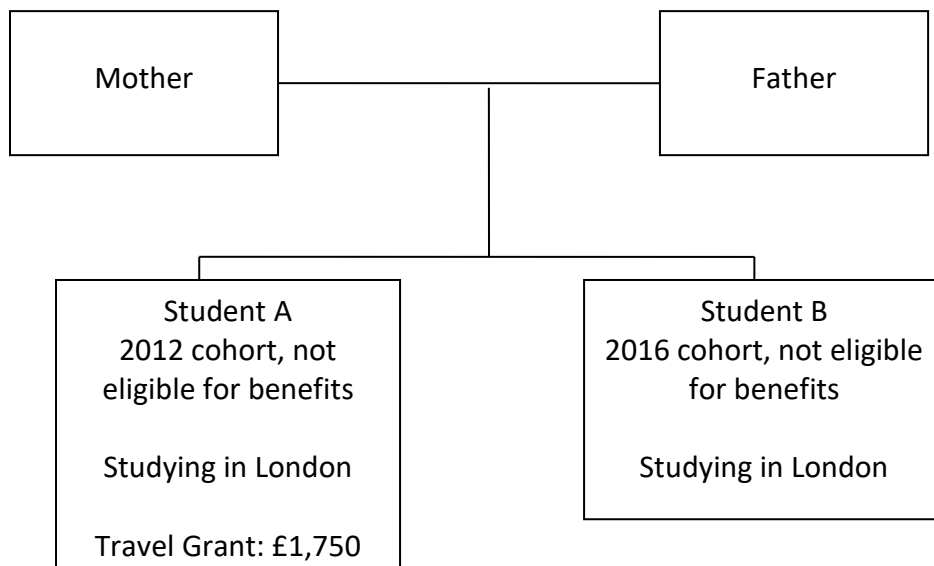 Mother
Father
Student A
2012 cohort, not
eligible for benefits
Studying in London
Travel Grant: £1,750
Student B
2016 cohort, not eligible
for benefits
Studying in London